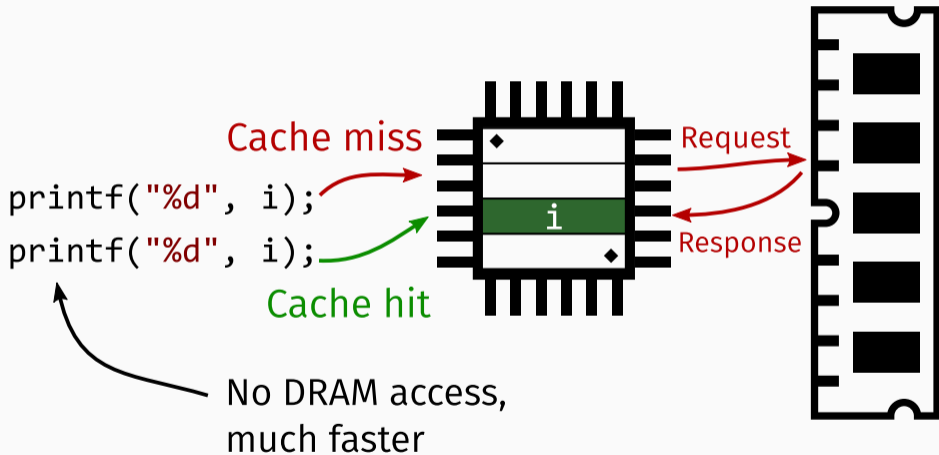 Cache miss
printf("%d", i);
printf("%d", i);
Cache hit
No DRAM access,
much faster
i
Request
Response